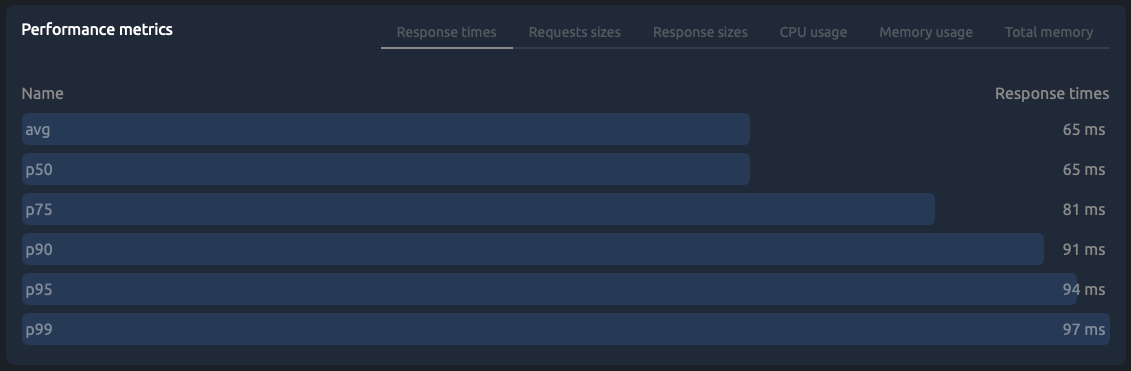 Performance metrics
Response times Requests sizes Response sizes CPU usage Memory usage Total memory
Name Response times
avg 65 ms
p50 65 ms
p75 81 ms
p90 91 ms
p95 94 ms
p99 97 ms